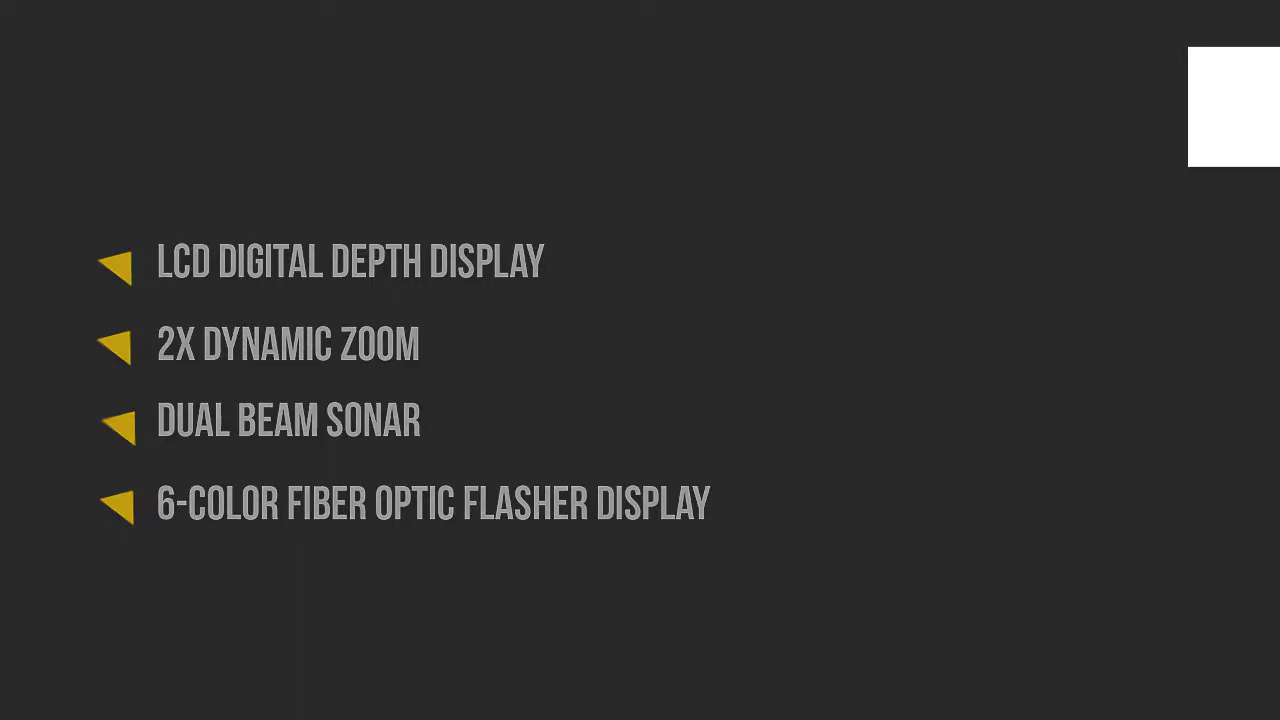 LCD DIGITAL DEPTH DISPLAY
2X DYNAMIC ZOOM
DUAL BEAM SONAR
6-COLOR FIBER OPTIC FLASHER DISPLAY